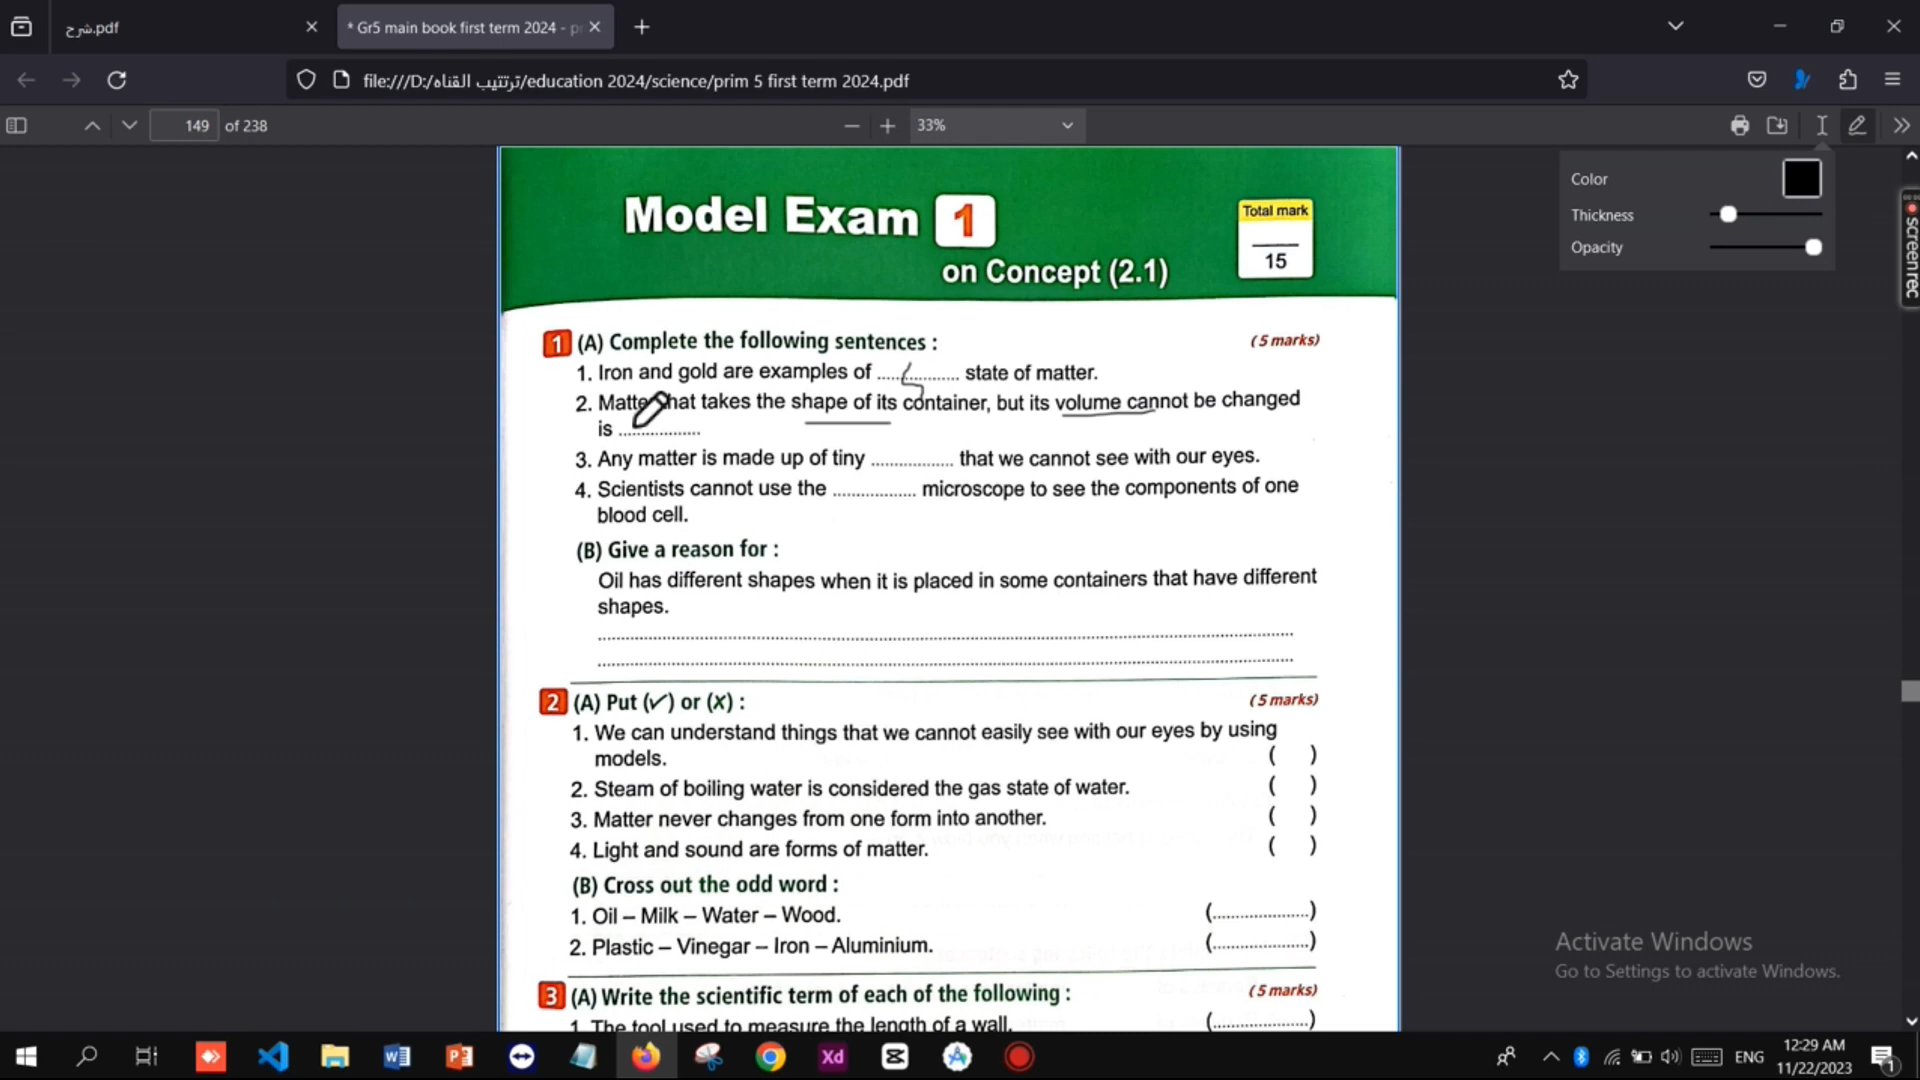 شرح.pdf
* Gr5 main book first term 2024 - pr
file:///D:/ترتتيب القناه/education 2024/science/prim 5 first term 2024.pdf
149 of 238
33%
Color
Thickness
Opacity
screenrec
Model Exam 1
on Concept (2.1)
Total mark
15
1 (A) Complete the following sentences : (5 marks)
1. Iron and gold are examples of .................. state of matter.
2. Matter that takes the shape of its container, but its volume cannot be changed
is ..................
3. Any matter is made up of tiny .................. that we cannot see with our eyes.
4. Scientists cannot use the .................. microscope to see the components of one
blood cell.
(B) Give a reason for :
Oil has different shapes when it is placed in some containers that have different
shapes.
2 (A) Put (✓) or (✗) : (5 marks)
1. We can understand things that we cannot easily see with our eyes by using
models. ( )
2. Steam of boiling water is considered the gas state of water. ( )
3. Matter never changes from one form into another. ( )
4. Light and sound are forms of matter. ( )
(B) Cross out the odd word :
1. Oil – Milk – Water – Wood. (......................)
2. Plastic – Vinegar – Iron – Aluminium. (......................)
3 (A) Write the scientific term of each of the following : (5 marks)
1. The tool used to measure the length of a wall. (......................)
Activate Windows
Go to Settings to activate Windows.
ENG
12:29 AM
11/22/2023
1
Xd